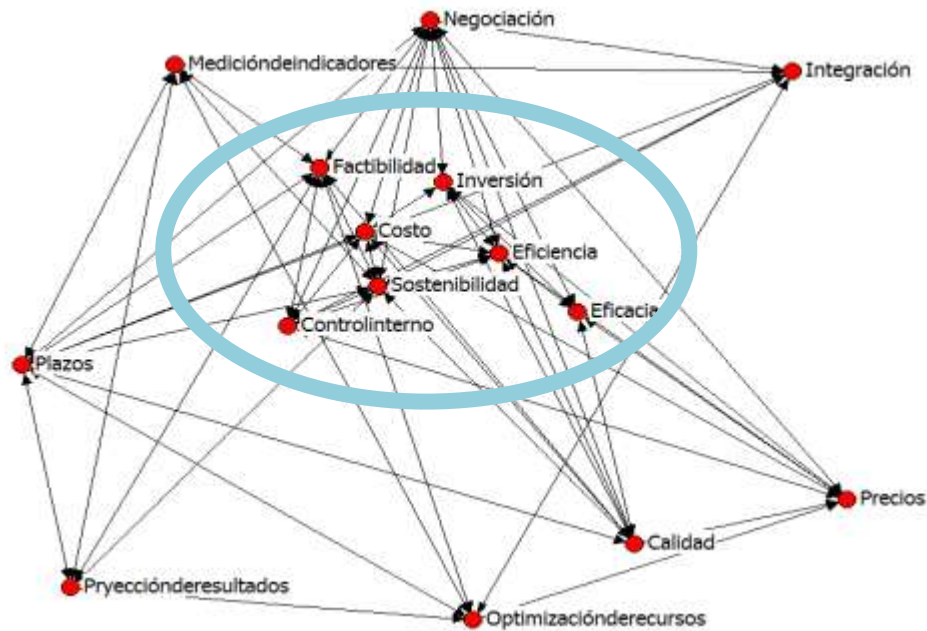 Negociación
Medicióndeindicadores
Integración
Factibilidad
Inversión
Costo
Eficiencia
Sostenibilidad
Eficacia
Controlinterno
Plazos
Precios
Calidad
Pryecciónderesultados
Optimizaciónderecursos